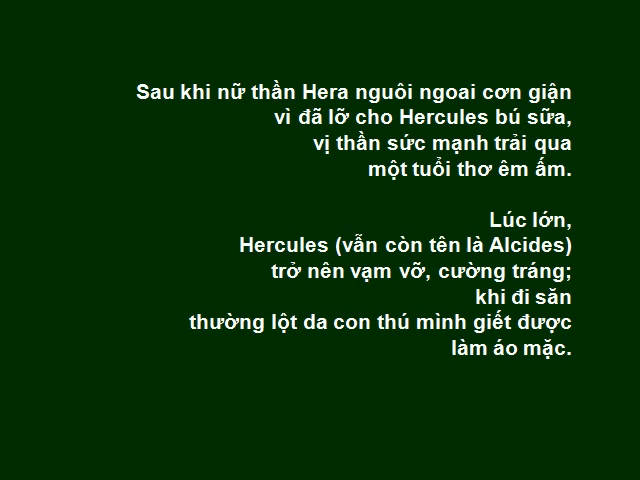 Sau khi nữ thần Hera nguôi ngoai cơn giận
vì đã lỡ cho Hercules bú sữa,
vị thần sức mạnh trải qua
một tuổi thơ êm ấm.
Lúc lớn,
Hercules (vẫn còn tên là Alcides)
trở nên vạm vỡ, cường tráng;
khi đi săn
thường lột da con thú mình giết được
làm áo mặc.